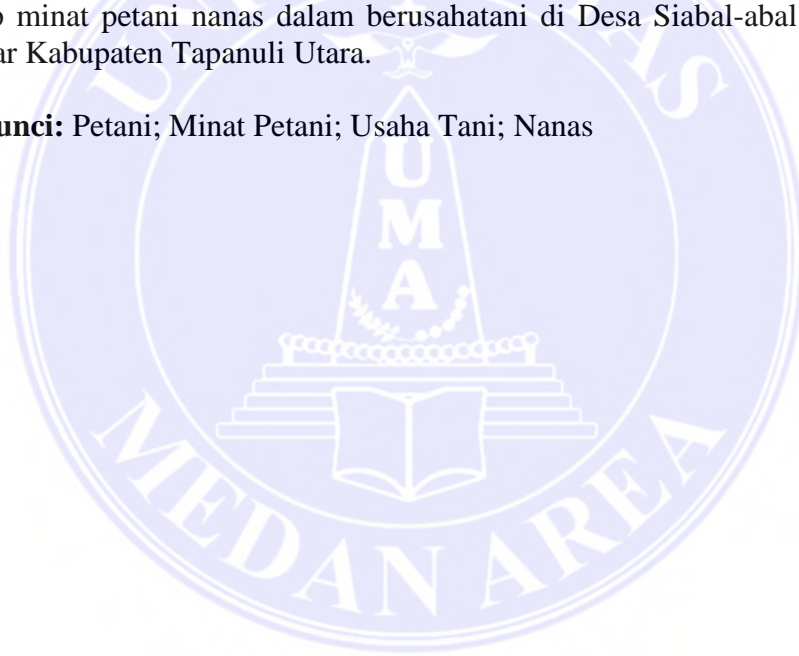 minat petani nanas dalam berusahatani di Desa Siabal-abal
Kabupaten Tapanuli Utara.
Petani; Minat Petani; Usaha Tani; Nanas
UMA
MEDAN AREA